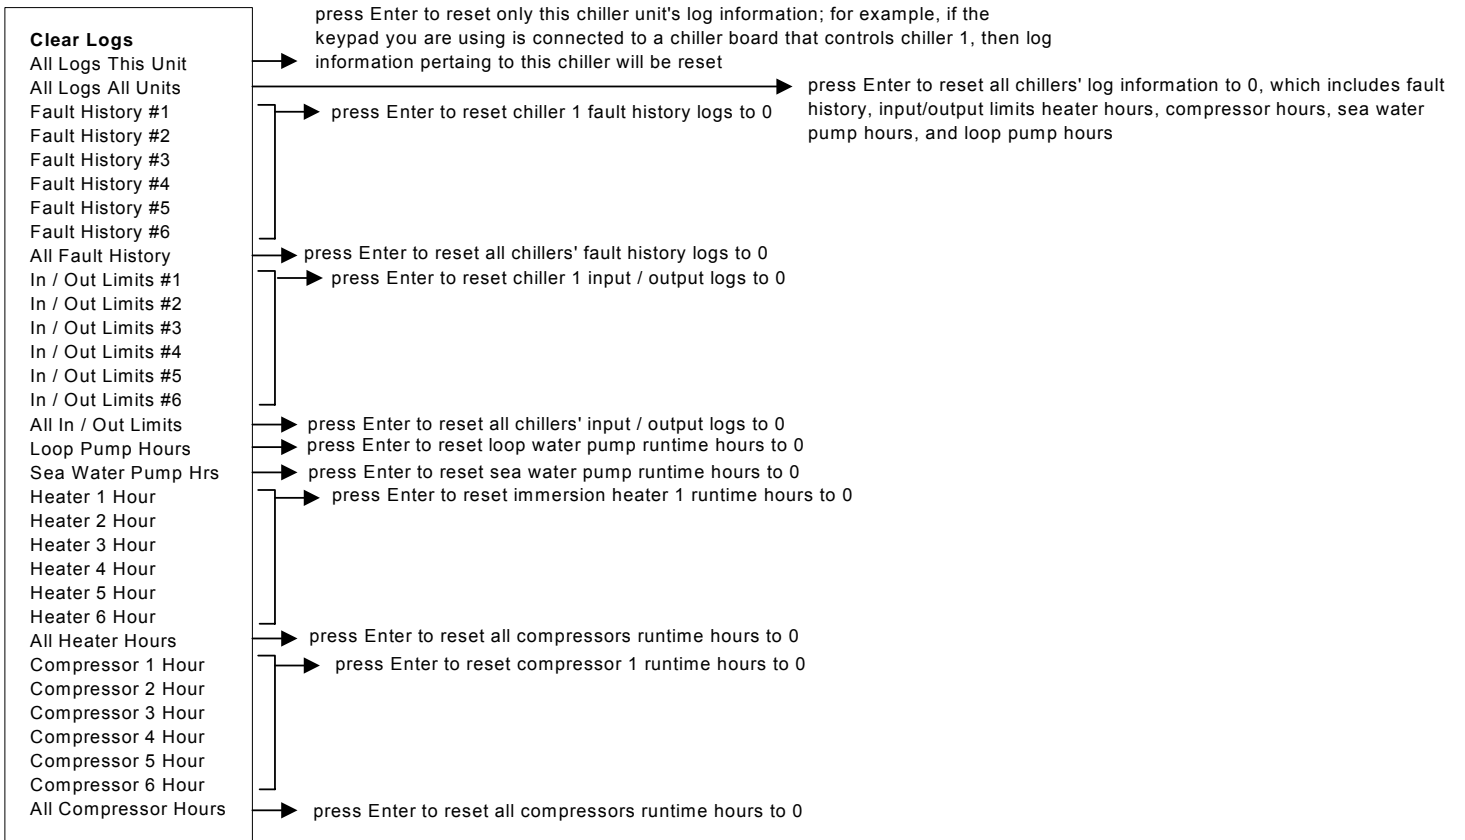 press Enter to reset only this chiller unit's log information; for example, if the
keypad you are using is connected to a chiller board that controls chiller 1, then log
information pertaing to this chiller will be reset
Clear Logs
All Logs This Unit
All Logs All Units
press Enter to reset all chillers' log information to 0, which includes fault
history, input/output limits heater hours, compressor hours, sea water
pump hours, and loop pump hours
Fault History #1
press Enter to reset chiller 1 fault history logs to 0
Fault History #2
Fault History #3
Fault History #4
Fault History #5
Fault History #6
All Fault History
press Enter to reset all chillers' fault history logs to 0
In / Out Limits #1
press Enter to reset chiller 1 input / output logs to 0
In / Out Limits #2
In / Out Limits #3
In / Out Limits #4
In / Out Limits #5
In / Out Limits #6
All In / Out Limits
press Enter to reset all chillers' input / output logs to 0
Loop Pump Hours
press Enter to reset loop water pump runtime hours to 0
Sea Water Pump Hrs
press Enter to reset sea water pump runtime hours to 0
Heater 1 Hour
press Enter to reset immersion heater 1 runtime hours to 0
Heater 2 Hour
Heater 3 Hour
Heater 4 Hour
Heater 5 Hour
Heater 6 Hour
All Heater Hours
press Enter to reset all compressors runtime hours to 0
Compressor 1 Hour
press Enter to reset compressor 1 runtime hours to 0
Compressor 2 Hour
Compressor 3 Hour
Compressor 4 Hour
Compressor 5 Hour
Compressor 6 Hour
All Compressor Hours
press Enter to reset all compressors runtime hours to 0